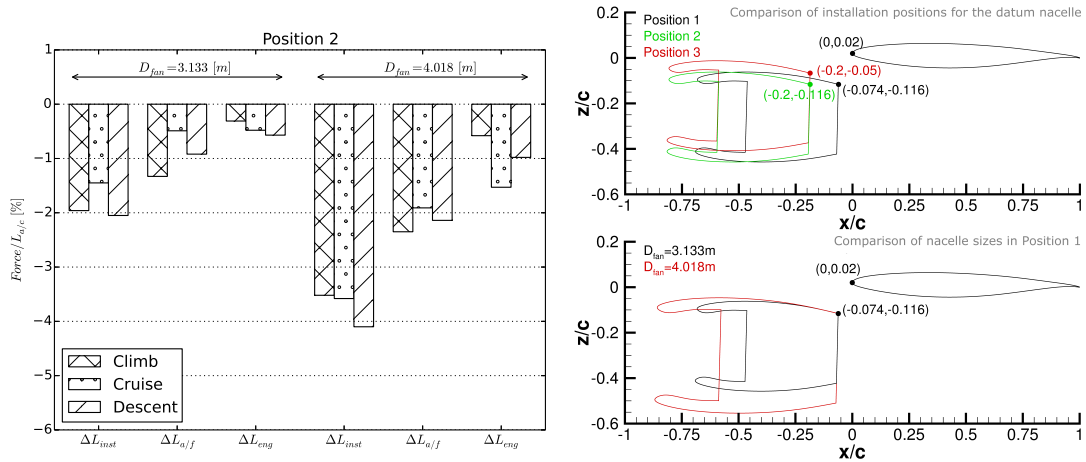 Position 2
D_fan=3.133 [m]
D_fan=4.018 [m]
1
0
−1
−2
−3
−4
−5
−6
Force/L_a/c [%]
Climb
Cruise
Descent
ΔL_inst
ΔL_a/f
ΔL_eng
ΔL_inst
ΔL_a/f
ΔL_eng
Comparison of installation positions for the datum nacelle
Position 1
Position 2
Position 3
(0,0.02)
(-0.2,-0.05)
(-0.2,-0.116)
(-0.074,-0.116)
0.2
0
-0.2
-0.4
-0.6
z/c
-1
-0.75
-0.5
-0.25
0
0.25
0.5
0.75
1
x/c
Comparison of nacelle sizes in Position 1
D_fan=3.133m
D_fan=4.018m
(0,0.02)
(-0.074,-0.116)
0.2
0
-0.2
-0.4
-0.6
z/c
-1
-0.75
-0.5
-0.25
0
0.25
0.5
0.75
1
x/c